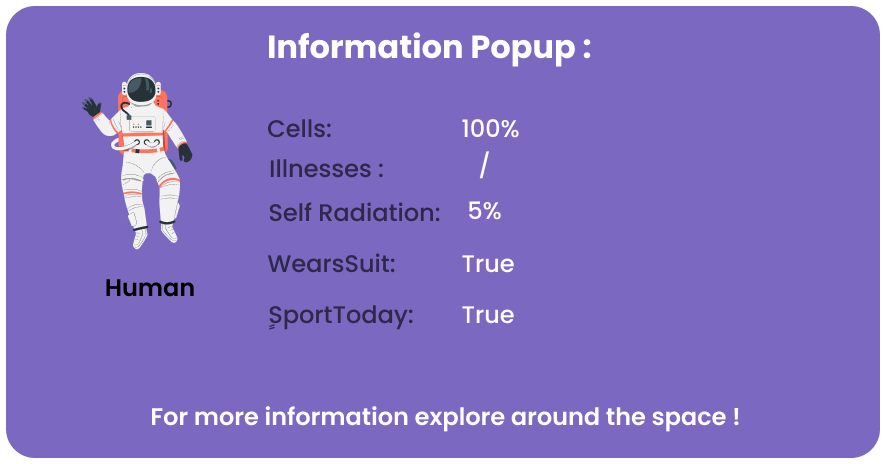 Information Popup :
Cells: 100%
Illnesses : /
Self Radiation: 5%
WearsSuit: True
Human
SportToday: True
For more information explore around the space !